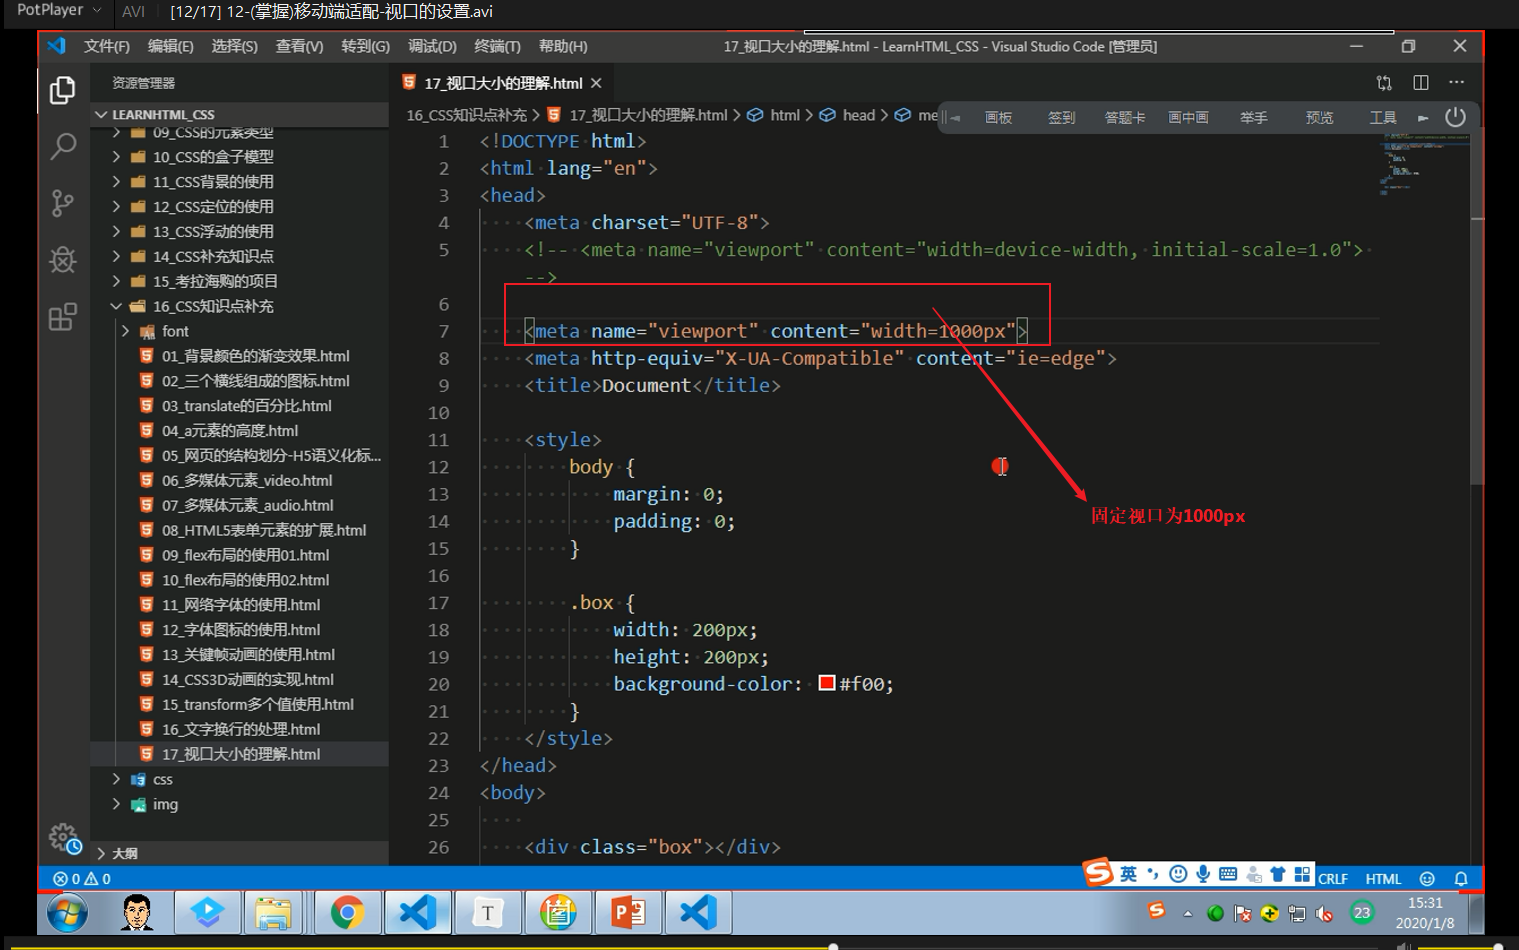 PotPlayer AVI [12/17] 12-(掌握)移动端适配-视口的设置.avi
文件(F) 编辑(E) 选择(S) 查看(V) 转到(G) 调试(D) 终端(T) 帮助(H) 17_视口大小的理解.html - LearnHTML_CSS - Visual Studio Code [管理员]
资源管理器
17_视口大小的理解.html
LEARNHTML_CSS
16_CSS知识点补充 > 17_视口大小的理解.html > html > head > me
画板 签到 答题卡 画中画 举手 预览 工具
09_CSS的元素类型
10_CSS的盒子模型
11_CSS背景的使用
12_CSS定位的使用
13_CSS浮动的使用
14_CSS补充知识点
15_考拉海购的项目
16_CSS知识点补充
font
01_背景颜色的渐变效果.html
02_三个横线组成的图标.html
03_translate的百分比.html
04_a元素的高度.html
05_网页的结构划分-H5语义化标...
06_多媒体元素_video.html
07_多媒体元素_audio.html
08_HTML5表单元素的扩展.html
09_flex布局的使用01.html
10_flex布局的使用02.html
11_网络字体的使用.html
12_字体图标的使用.html
13_关键帧动画的使用.html
14_CSS3D动画的实现.html
15_transform多个值使用.html
16_文字换行的处理.html
17_视口大小的理解.html
css
img
大纲
1 <!DOCTYPE html>
2 <html lang="en">
3 <head>
4 <meta charset="UTF-8">
5 <!-- <meta name="viewport" content="width=device-width, initial-scale=1.0">
-->
6
7 <meta name="viewport" content="width=1000px">
8 <meta http-equiv="X-UA-Compatible" content="ie=edge">
9 <title>Document</title>
10
11 <style>
12 body {
13 margin: 0;
14 padding: 0;
15 }
16
17 .box {
18 width: 200px;
19 height: 200px;
20 background-color: #f00;
21 }
22 </style>
23 </head>
24 <body>
25
26 <div class="box"></div>
固定视口为1000px
0 0
英
CRLF HTML
T
23
15:31
2020/1/8